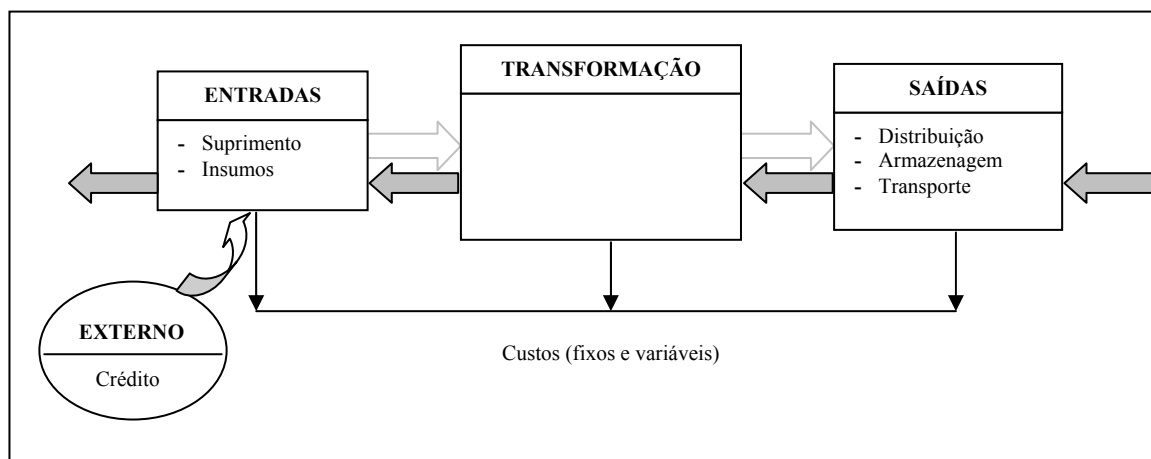 ENTRADAS
- Suprimento
- Insumos
TRANSFORMAÇÃO
SAÍDAS
- Distribuição
- Armazenagem
- Transporte
EXTERNO
Crédito
Custos (fixos e variáveis)